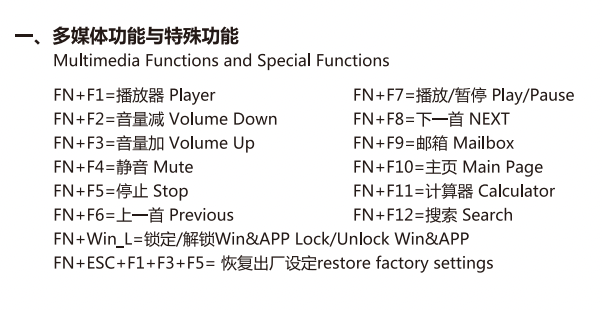 一、多媒体功能与特殊功能
Multimedia Functions and Special Functions
FN+F1=播放器 Player
FN+F2=音量减 Volume Down
FN+F3=音量加 Volume Up
FN+F4=静音 Mute
FN+F5=停止 Stop
FN+F6=上一首 Previous
FN+F7=播放/暂停 Play/Pause
FN+F8=下一首 NEXT
FN+F9=邮箱 Mailbox
FN+F10=主页 Main Page
FN+F11=计算器 Calculator
FN+F12=搜索 Search
FN+Win_L=锁定/解锁Win&APP Lock/Unlock Win&APP
FN+ESC+F1+F3+F5= 恢复出厂设定restore factory settings